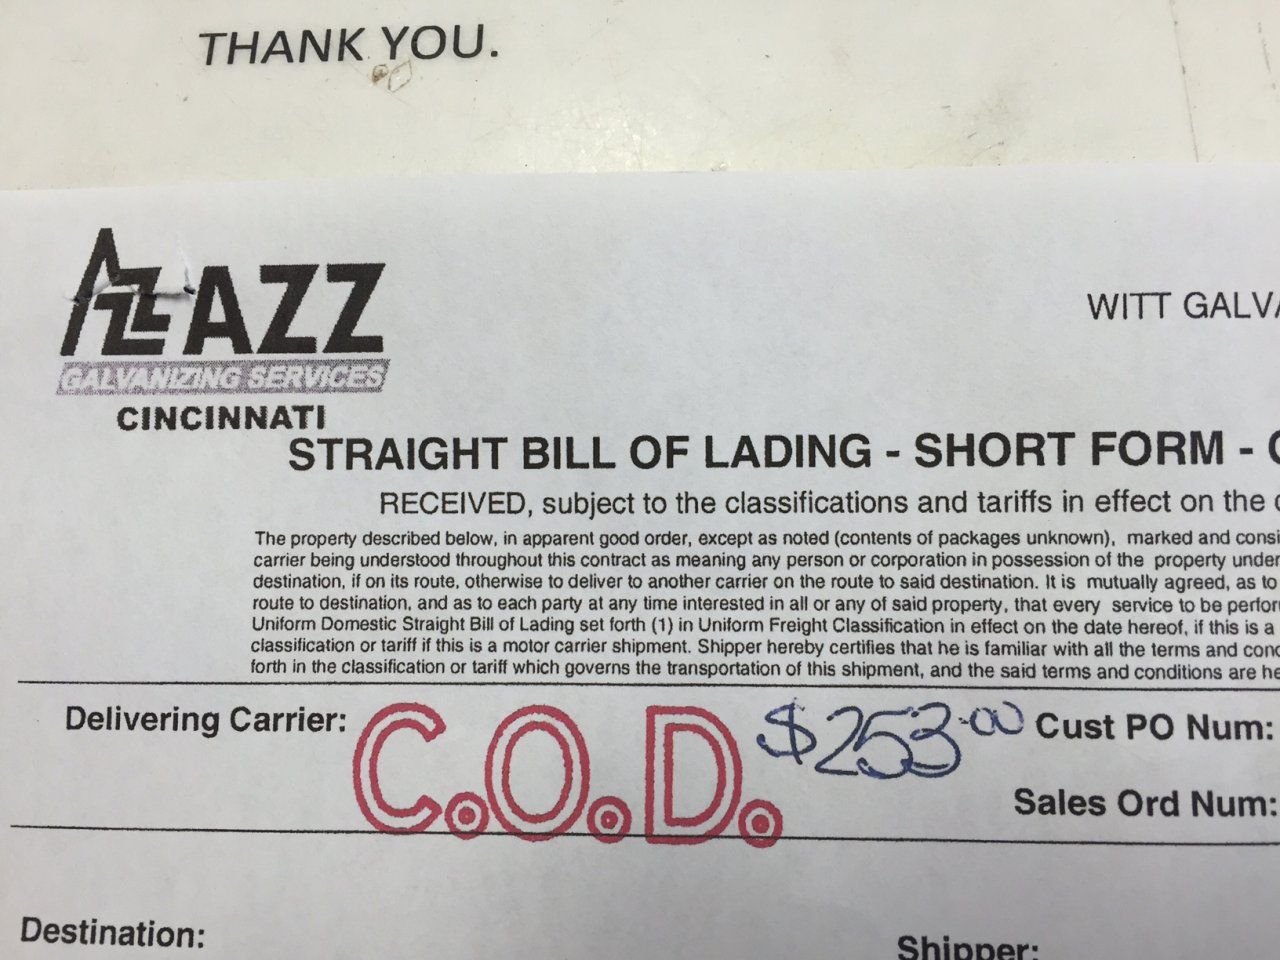 THANK YOU.
AZZ
GALVANIZING SERVICES
CINCINNATI
WITT GALVA
STRAIGHT BILL OF LADING - SHORT FORM -
RECEIVED, subject to the classifications and tariffs in effect on the
The property described below, in apparent good order, except as noted (contents of packages unknown), marked and consi
carrier being understood throughout this contract as meaning any person or corporation in possession of the property under
destination, if on its route, otherwise to deliver to another carrier on the route to said destination. It is mutually agreed, as to
route to destination, and as to each party at any time interested in all or any of said property, that every service to be perfor
Uniform Domestic Straight Bill of Lading set forth (1) in Uniform Freight Classification in effect on the date hereof, if this is a
classification or tariff if this is a motor carrier shipment. Shipper hereby certifies that he is familiar with all the terms and conc
forth in the classification or tariff which governs the transportation of this shipment, and the said terms and conditions are he
Delivering Carrier: C.O.D. $253.00 Cust PO Num:
Sales Ord Num:
Destination:
Shipper: